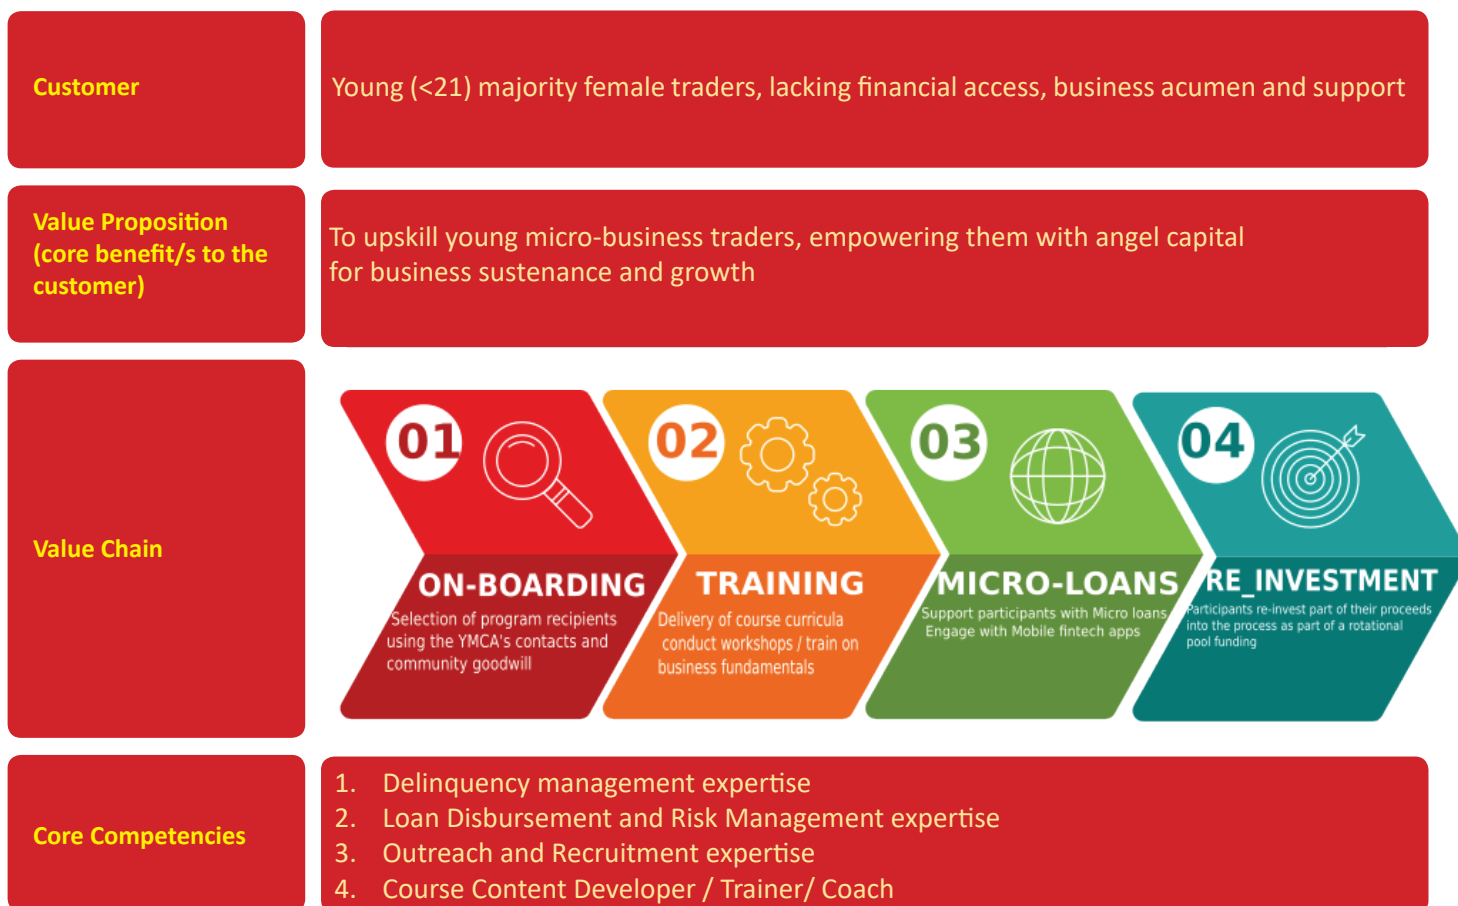 Customer
Young (<21) majority female traders, lacking financial access, business acumen and support
Value Proposition
(core benefit/s to the
customer)
To upskill young micro-business traders, empowering them with angel capital
for business sustenance and growth
Value Chain
01
ON-BOARDING
Selection of program recipients
using the YMCA's contacts and
community goodwill
02
TRAINING
Delivery of course curricula
conduct workshops / train on
business fundamentals
03
MICRO-LOANS
Support participants with Micro loans
Engage with Mobile fintech apps
04
RE_INVESTMENT
Participants re-invest part of their proceeds
into the process as part of a rotational
pool funding
Core Competencies
1. Delinquency management expertise
2. Loan Disbursement and Risk Management expertise
3. Outreach and Recruitment expertise
4. Course Content Developer / Trainer/ Coach